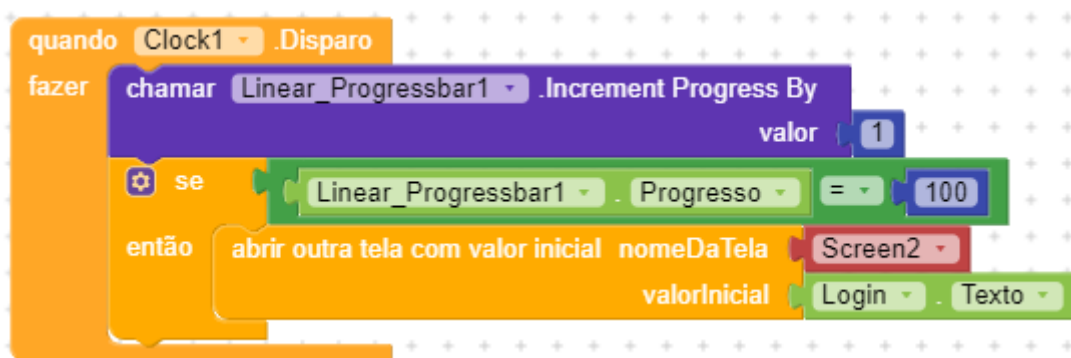 quando Clock1 .Disparo
fazer chamar Linear_Progressbar1 .Increment Progress By
valor 1
se Linear_Progressbar1 . Progresso = 100
então abrir outra tela com valor inicial nomeDaTela Screen2
valorInicial Login . Texto